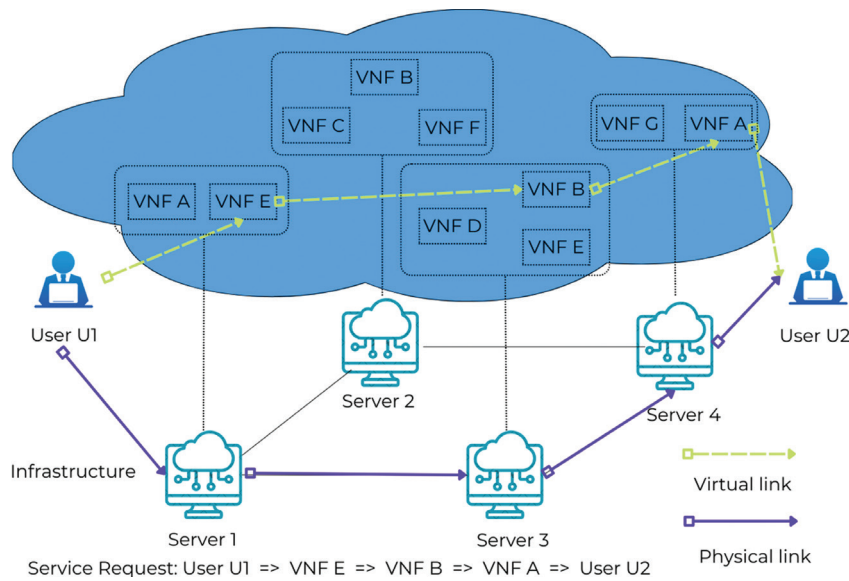 VNF B
VNF C
VNF F
VNF G
VNF A
VNF A
VNF E
VNF B
VNF D
VNF E
User U1
User U2
Server 2
Server 4
Infrastructure
Virtual link
Server 1
Server 3
Physical link
Service Request: User U1 => VNF E => VNF B => VNF A => User U2